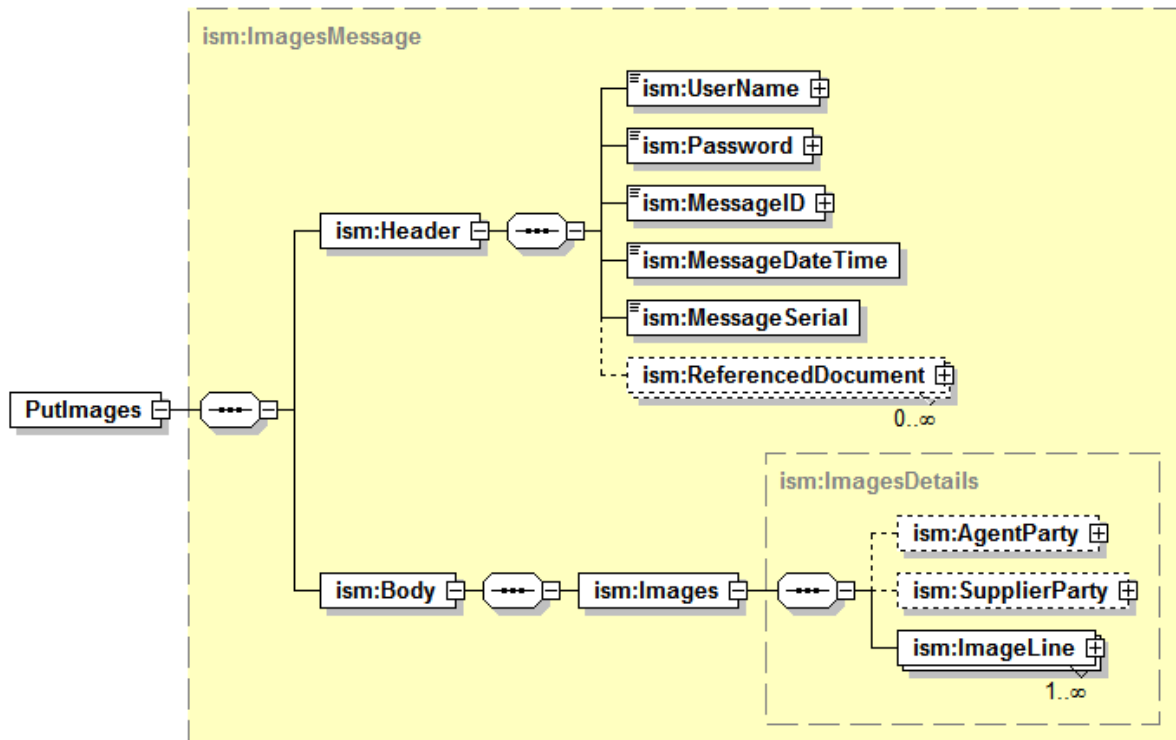 ism:ImagesMessage
ism:UserName
ism:Password
ism:MessageID
ism:Header
ism:MessageDateTime
ism:MessageSerial
ism:ReferencedDocument
0..∞
PutImages
ism:ImagesDetails
ism:AgentParty
ism:Body
ism:Images
ism:SupplierParty
ism:ImageLine
1..∞